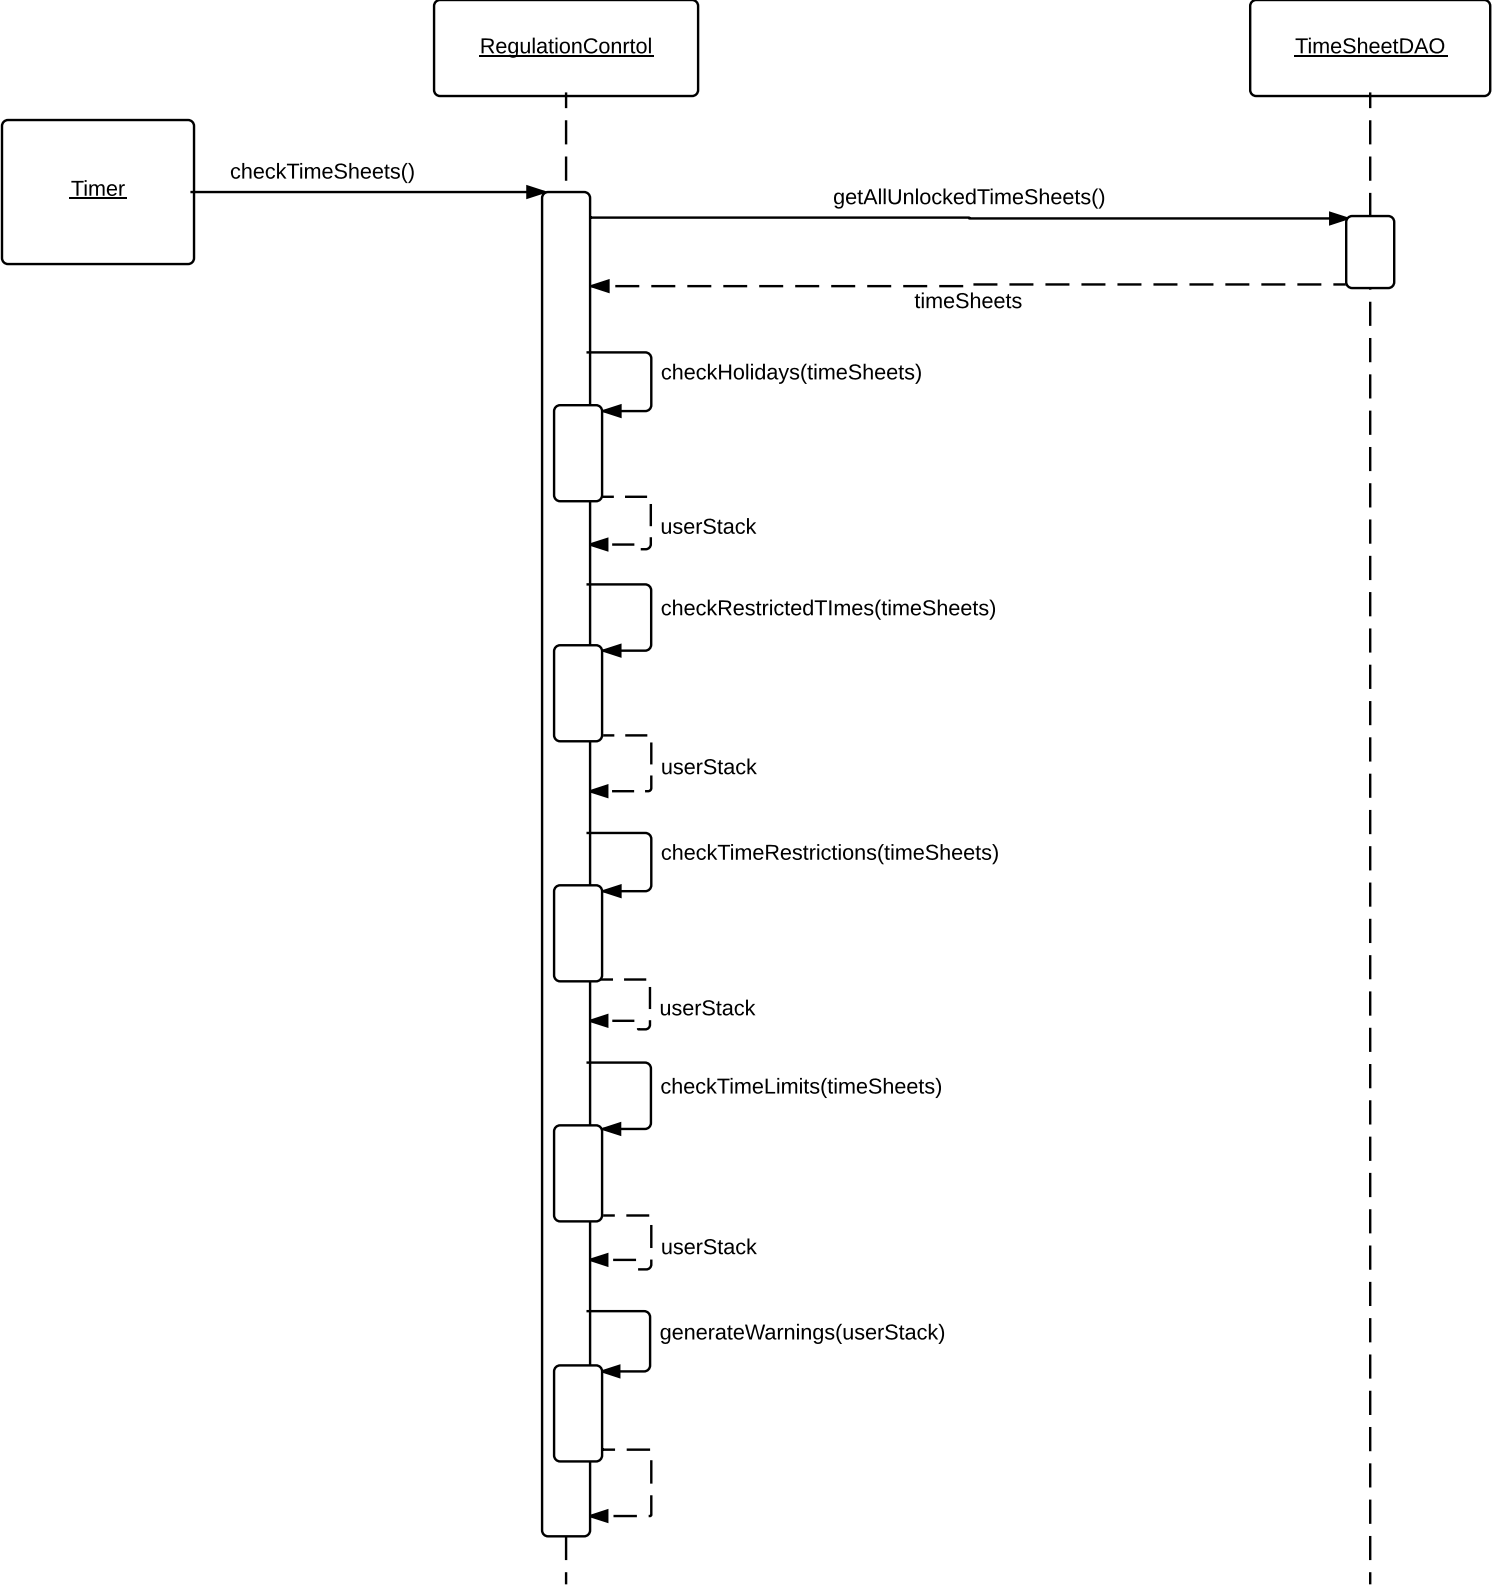 RegulationConrtol
TimeSheetDAO
Timer
checkTimeSheets()
getAllUnlockedTimeSheets()
timeSheets
checkHolidays(timeSheets)
userStack
checkRestrictedTImes(timeSheets)
userStack
checkTimeRestrictions(timeSheets)
userStack
checkTimeLimits(timeSheets)
userStack
generateWarnings(userStack)